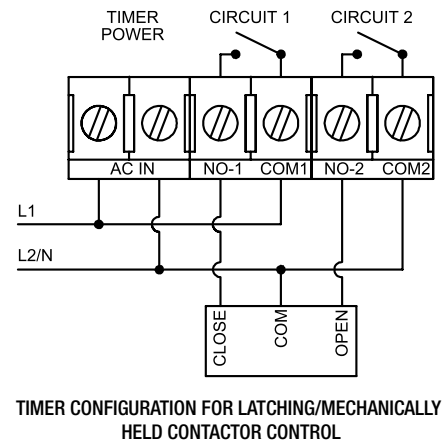 TIMER POWER
CIRCUIT 1
CIRCUIT 2
AC IN
NO-1
COM1
NO-2
COM2
L1
L2/N
CLOSE
COM
OPEN
TIMER CONFIGURATION FOR LATCHING/MECHANICALLY
HELD CONTACTOR CONTROL